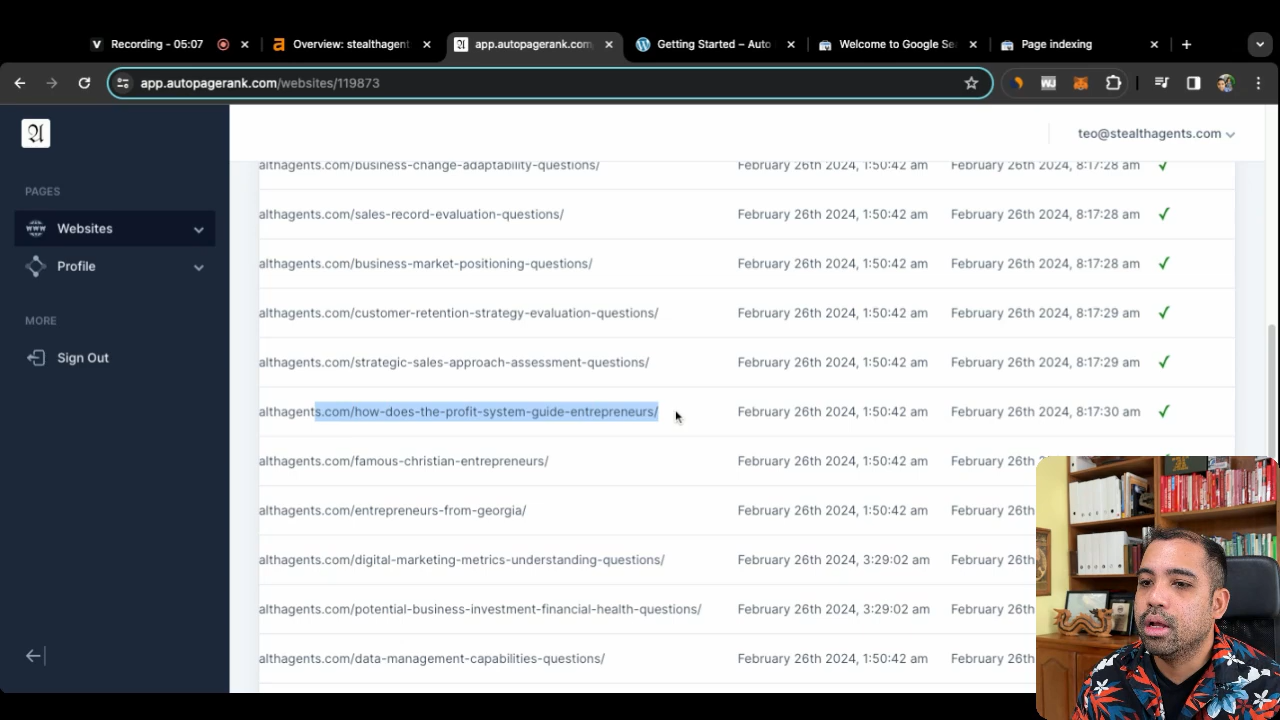 Recording - 05:07
Overview: stealthagent
app.autopagerank.com
Getting Started – Auto
Welcome to Google Se
Page indexing
app.autopagerank.com/websites/119873
WJ
teo@stealthagents.com
PAGES
Websites
Profile
MORE
Sign Out
althagents.com/business-change-adaptability-questions/ February 26th 2024, 1:50:42 am February 26th 2024, 8:17:28 am
althagents.com/sales-record-evaluation-questions/ February 26th 2024, 1:50:42 am February 26th 2024, 8:17:28 am
althagents.com/business-market-positioning-questions/ February 26th 2024, 1:50:42 am February 26th 2024, 8:17:28 am
althagents.com/customer-retention-strategy-evaluation-questions/ February 26th 2024, 1:50:42 am February 26th 2024, 8:17:29 am
althagents.com/strategic-sales-approach-assessment-questions/ February 26th 2024, 1:50:42 am February 26th 2024, 8:17:29 am
althagents.com/how-does-the-profit-system-guide-entrepreneurs/ February 26th 2024, 1:50:42 am February 26th 2024, 8:17:30 am
althagents.com/famous-christian-entrepreneurs/ February 26th 2024, 1:50:42 am February 26th
althagents.com/entrepreneurs-from-georgia/ February 26th 2024, 1:50:42 am February 26th
althagents.com/digital-marketing-metrics-understanding-questions/ February 26th 2024, 3:29:02 am February 26th
althagents.com/potential-business-investment-financial-health-questions/ February 26th 2024, 3:29:02 am February 26th
althagents.com/data-management-capabilities-questions/ February 26th 2024, 1:50:42 am February 26th